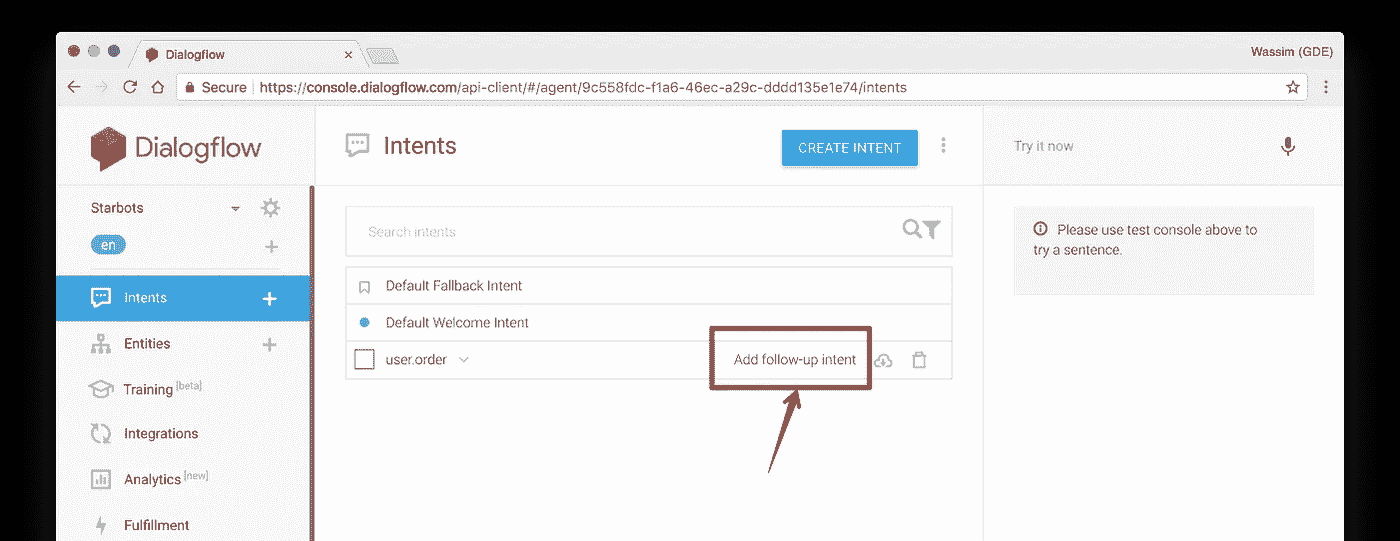 Dialogflow
Wassim (GDE)
Secure https://console.dialogflow.com/api-client/#/agent/9c558fdc-f1a6-46ec-a29c-dddd135e1e74/intents
Dialogflow
Starbots
en
Intents
Entities
Training [beta]
Integrations
Analytics [new]
Fulfillment
Intents
CREATE INTENT
Search intents
Default Fallback Intent
Default Welcome Intent
user.order
Add follow-up intent
Try it now
Please use test console above to
try a sentence.